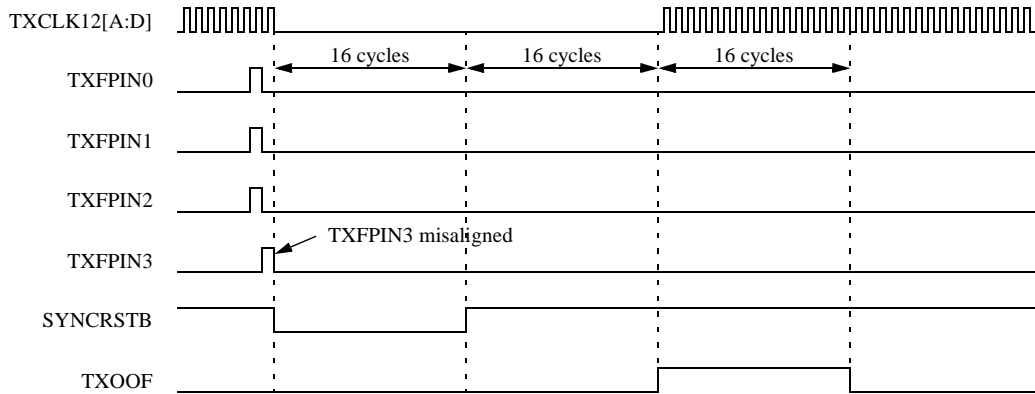 TXCLK12[A:D]
16 cycles 16 cycles 16 cycles
TXFPIN0
TXFPIN1
TXFPIN2
TXFPIN3 misaligned
TXFPIN3
SYNCRSTB
TXOOF